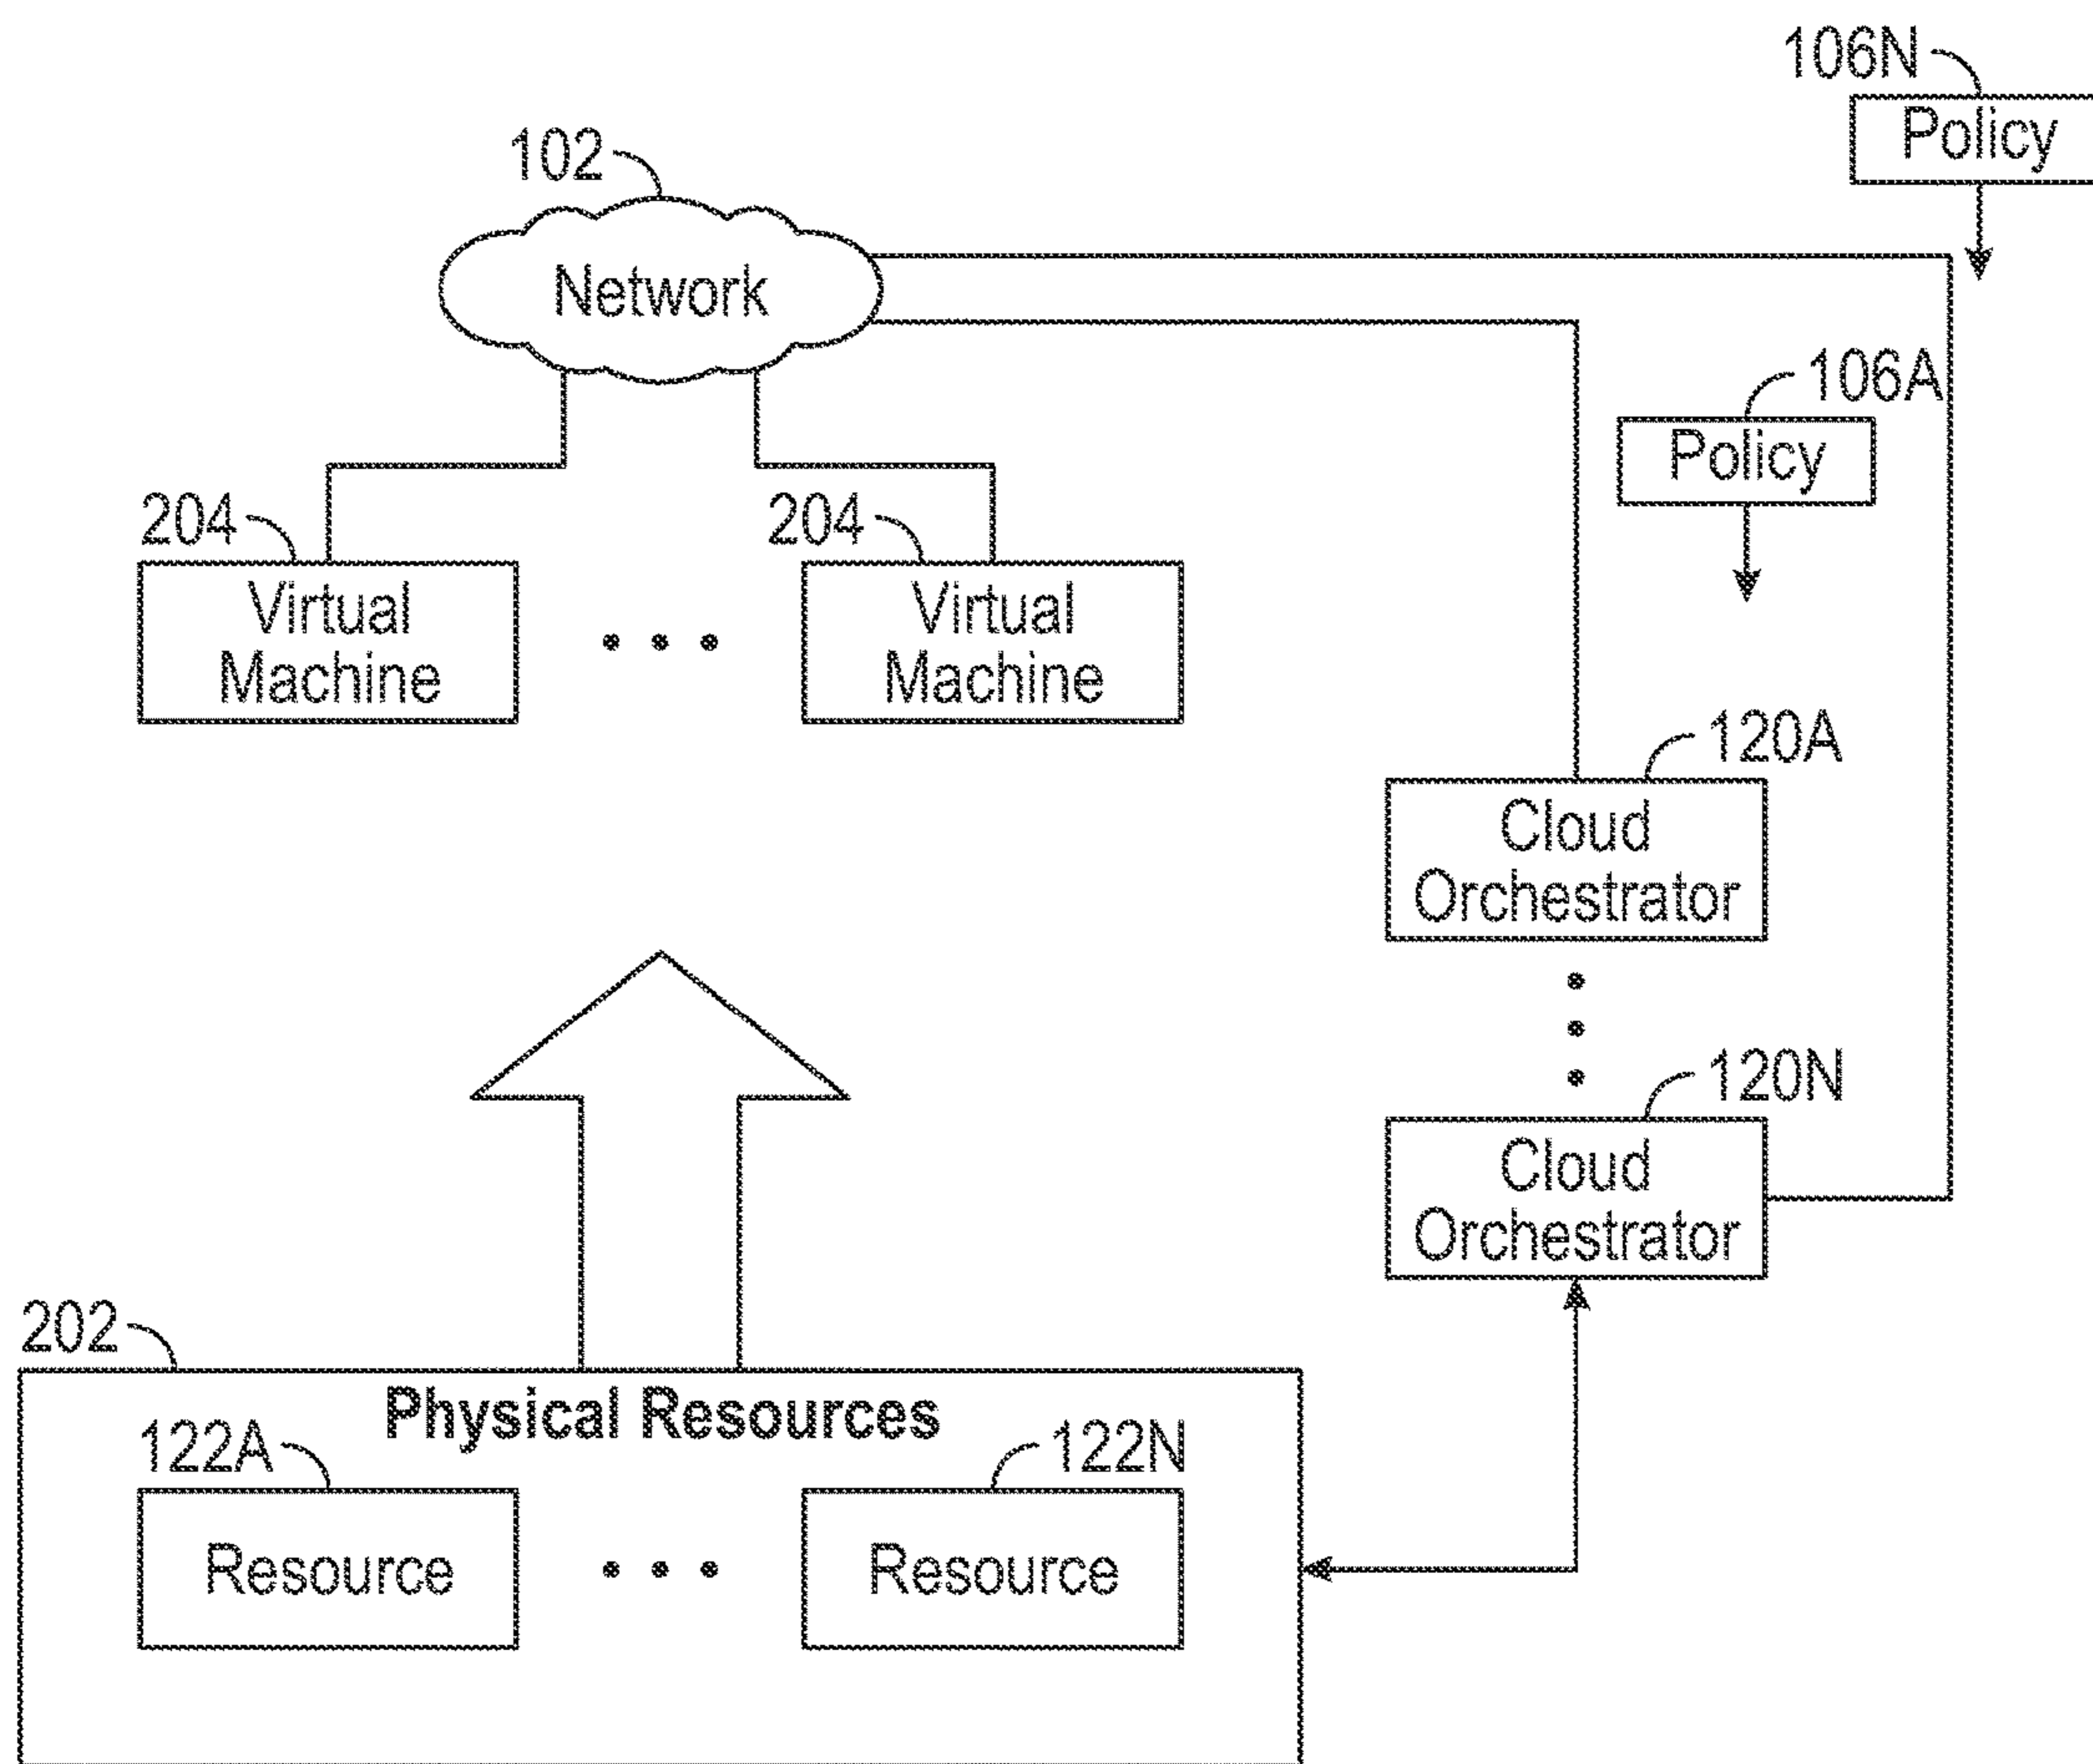 106N
Policy
102
Network
106A
Policy
204
204
Virtual
Machine
Virtual
Machine
120A
Cloud
Orchestrator
120N
Cloud
Orchestrator
202
Physical Resources
122A
122N
Resource
Resource